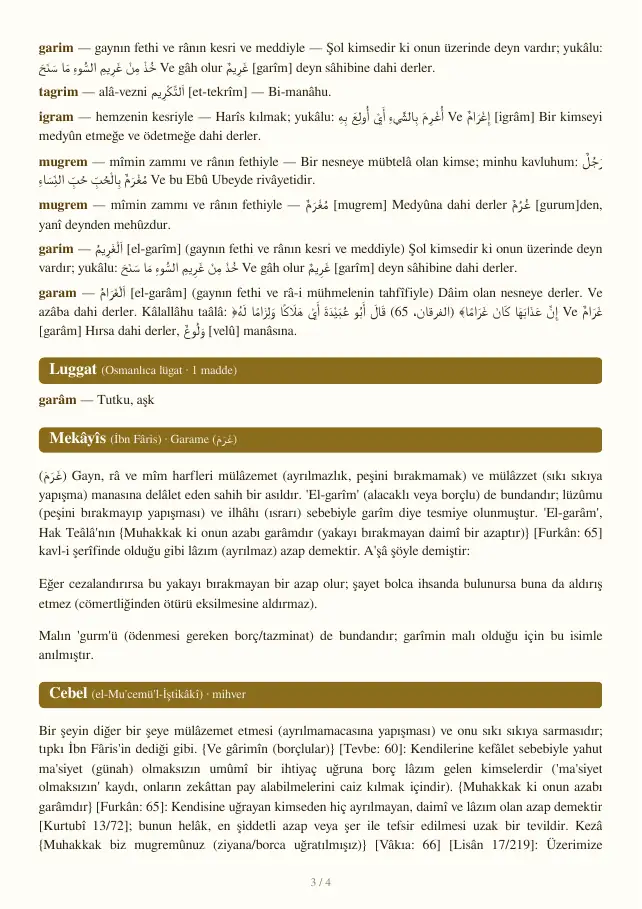 garim — gaynın fethi ve rânın kesri ve meddiyle — Şol kimsedir ki onun üzerinde deyn vardır; yukâlu:
خُذْ مِنْ غَرِيمِ السُّوءِ مَا سَنَحَ Ve gâh olur غَرِيمٌ [garîm] deyn sâhibine dahi derler.
tagrim — alâ-vezni اَلتَّكْرِيمِ [et-tekrîm] — Bi-manâhu.
igram — hemzenin kesriyle — Harîs kılmak; yukâlu: أُغْرِمَ بِالشَّيْءِ أَيْ أُولِعَ بِهِ Ve إِغْرَامٌ [igrâm] Bir kimseyi
medyûn etmeğe ve ödetmeğe dahi derler.
mugrem — mîmin zammı ve rânın fethiyle — Bir nesneye mübtelâ olan kimse; minhu kavluhum: رَجُلٌ
مُغْرَمٌ بِالْحُبِّ حُبِّ النِّسَاءِ Ve bu Ebû Ubeyde rivâyetidir.
mugrem — mîmin zammı ve rânın fethiyle — مُغْرَمٌ [mugrem] Medyûna dahi derler غُرْمٌ [gurum]den,
yanî deynden mehûzdur.
garim — اَلْغَرِيمُ [el-garîm] (gaynın fethi ve rânın kesri ve meddiyle) Şol kimsedir ki onun üzerinde deyn
vardır; yukâlu: خُذْ مِنْ غَرِيمِ السُّوءِ مَا سَنَحَ Ve gâh olur غَرِيمٌ [garîm] deyn sâhibine dahi derler.
garam — اَلْغَرَامُ [el-garâm] (gaynın fethi ve râ-i mühmelenin tahfîfiyle) Dâim olan nesneye derler. Ve
azâba dahi derler. Kâlallâhu taâlâ: ﴿إِنَّ عَذَابَهَا كَانَ غَرَامًا﴾ (الفرقان، 65) قَالَ أَبُو عُبَيْدَةَ أَيْ هَلَاكًا وَلِزَامًا لَهُ Ve غَرَامٌ
[garâm] Hırsa dahi derler, وَلُوعٌ [velû] manâsına.
Luggat (Osmanlıca lügat · 1 madde)
garâm — Tutku, aşk
Mekâyîs (İbn Fâris) · Garame (غَرَمَ)
(غَرَمَ) Gayn, râ ve mîm harfleri mülâzemet (ayrılmazlık, peşini bırakmamak) ve mülâzzet (sıkı sıkıya
yapışma) manasına delâlet eden sahih bir asıldır. 'El-garîm' (alacaklı veya borçlu) de bundandır; lüzûmu
(peşini bırakmayıp yapışması) ve ilhâhı (ısrarı) sebebiyle garîm diye tesmiye olunmuştur. 'El-garâm',
Hak Teâlâ'nın {Muhakkak ki onun azabı garâmdır (yakayı bırakmayan daimî bir azaptır)} [Furkân: 65]
kavl-i şerîfinde olduğu gibi lâzım (ayrılmaz) azap demektir. A'şâ şöyle demiştir:
Eğer cezalandırırsa bu yakayı bırakmayan bir azap olur; şayet bolca ihsanda bulunursa buna da aldırış
etmez (cömertliğinden ötürü eksilmesine aldırmaz).
Malın 'gurm'ü (ödenmesi gereken borç/tazminat) de bundandır; garîmin malı olduğu için bu isimle
anılmıştır.
Cebel (el-Mu'cemü'l-İştikâkî) · mihver
Bir şeyin diğer bir şeye mülâzemet etmesi (ayrılmamacasına yapışması) ve onu sıkı sıkıya sarmasıdır;
tıpkı İbn Fâris'in dediği gibi. {Ve gârimîn (borçlular)} [Tevbe: 60]: Kendilerine kefâlet sebebiyle yahut
ma'siyet (günah) olmaksızın umûmî bir ihtiyaç uğruna borç lâzım gelen kimselerdir ('ma'siyet
olmaksızın' kaydı, onların zekâttan pay alabilmelerini caiz kılmak içindir). {Muhakkak ki onun azabı
garâmdır} [Furkân: 65]: Kendisine uğrayan kimseden hiç ayrılmayan, daimî ve lâzım olan azap demektir
[Kurtubî 13/72]; bunun helâk, en şiddetli azap veya şer ile tefsir edilmesi uzak bir tevildir. Kezâ
{Muhakkak biz mugremûnuz (ziyana/borca uğratılmışız)} [Vâkıa: 66] [Lisân 17/219]: Üzerimize
3 / 4